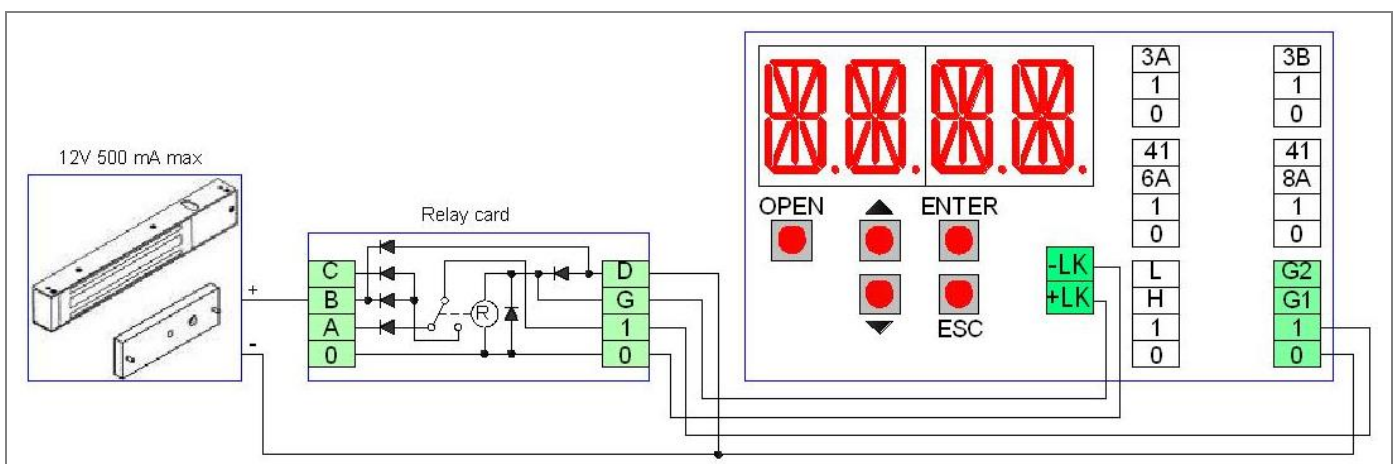 3A
1
0
3B
1
0
12V 500 mA max
41
6A
1
0
41
8A
1
0
OPEN
ENTER
ESC
Relay card
-LK
+LK
L
H
1
0
G2
G1
1
0
+
-
C
B
A
0
R
D
G
1
0